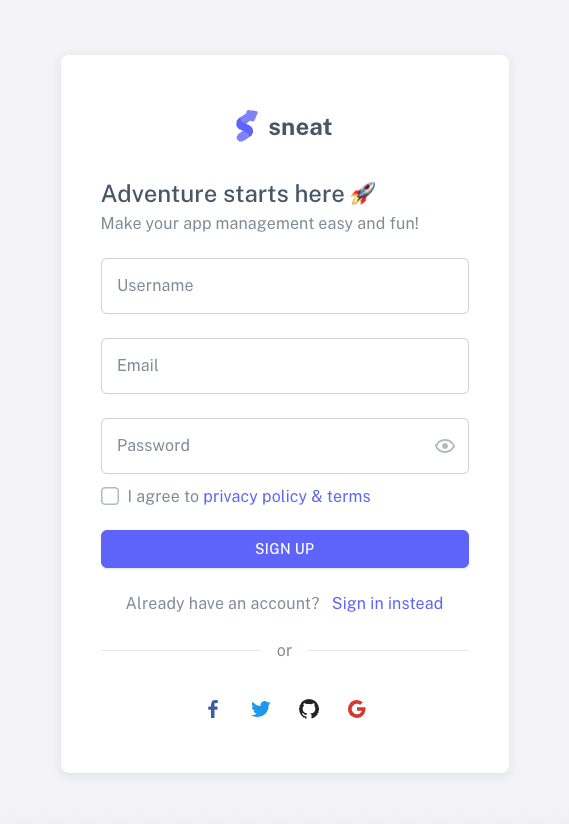 sneat
Adventure starts here 🚀
Make your app management easy and fun!
Username
Email
Password
I agree to privacy policy & terms
SIGN UP
Already have an account? Sign in instead
or